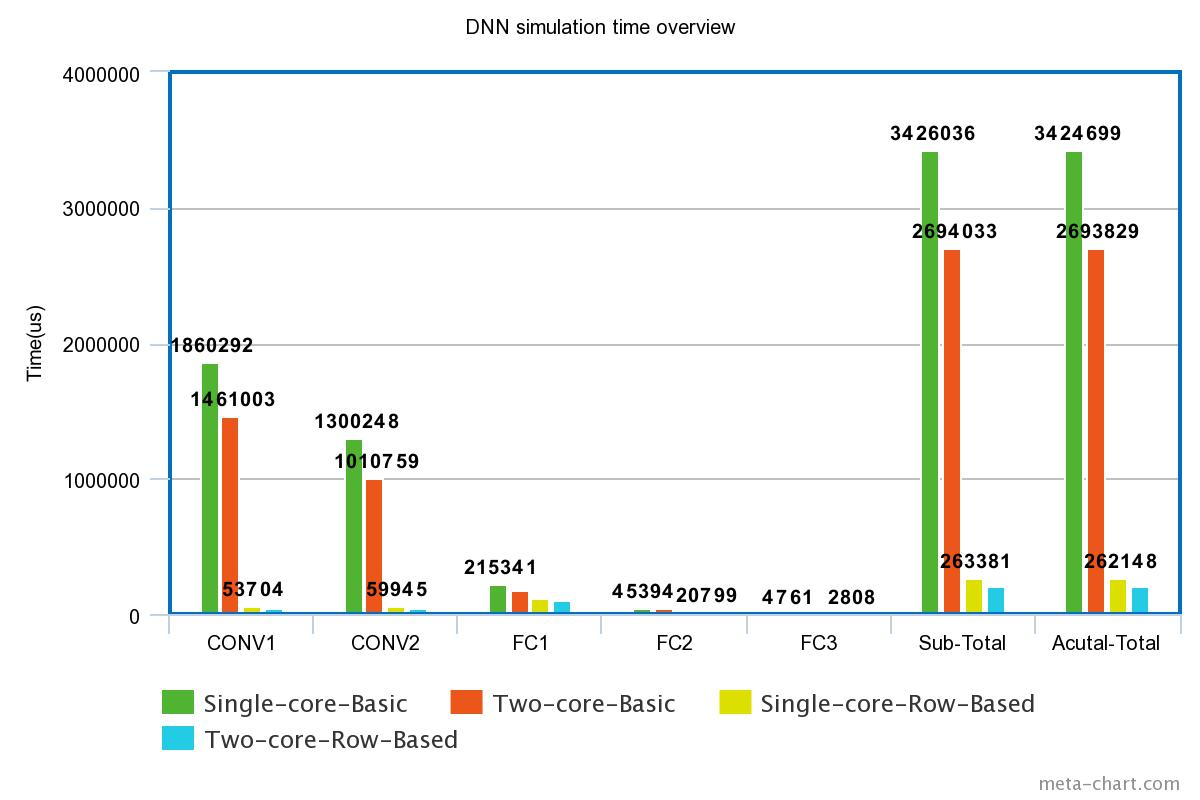 DNN simulation time overview
4000000
3426036
3424699
3000000
2694033
2693829
Time(us)
2000000
1860292
1461003
1300248
1010759
1000000
53704
59945
215341
45394
20799
4761
2808
263381
262148
0
CONV1
CONV2
FC1
FC2
FC3
Sub-Total
Acutal-Total
Single-core-Basic
Two-core-Basic
Single-core-Row-Based
Two-core-Row-Based
meta-chart.com